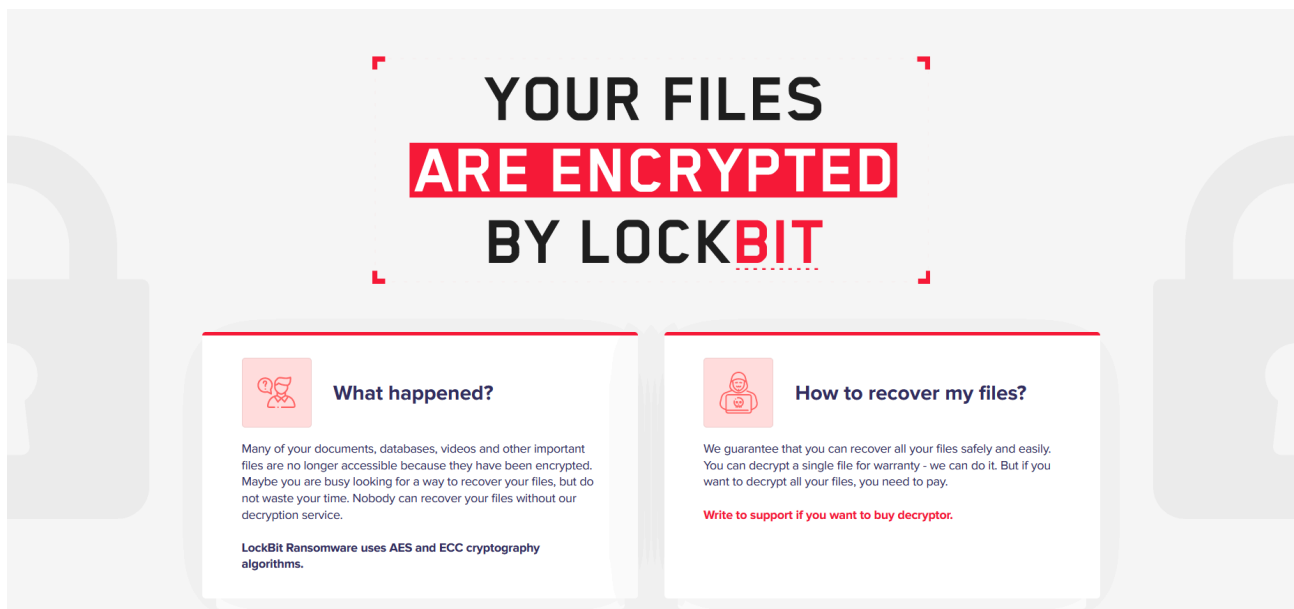 YOUR FILES
ARE ENCRYPTED
BY LOCKBIT
What happened?
Many of your documents, databases, videos and other important
files are no longer accessible because they have been encrypted.
Maybe you are busy looking for a way to recover your files, but do
not waste your time. Nobody can recover your files without our
decryption service.
LockBit Ransomware uses AES and ECC cryptography
algorithms.
How to recover my files?
We guarantee that you can recover all your files safely and easily.
You can decrypt a single file for warranty - we can do it. But if you
want to decrypt all your files, you need to pay.
Write to support if you want to buy decryptor.